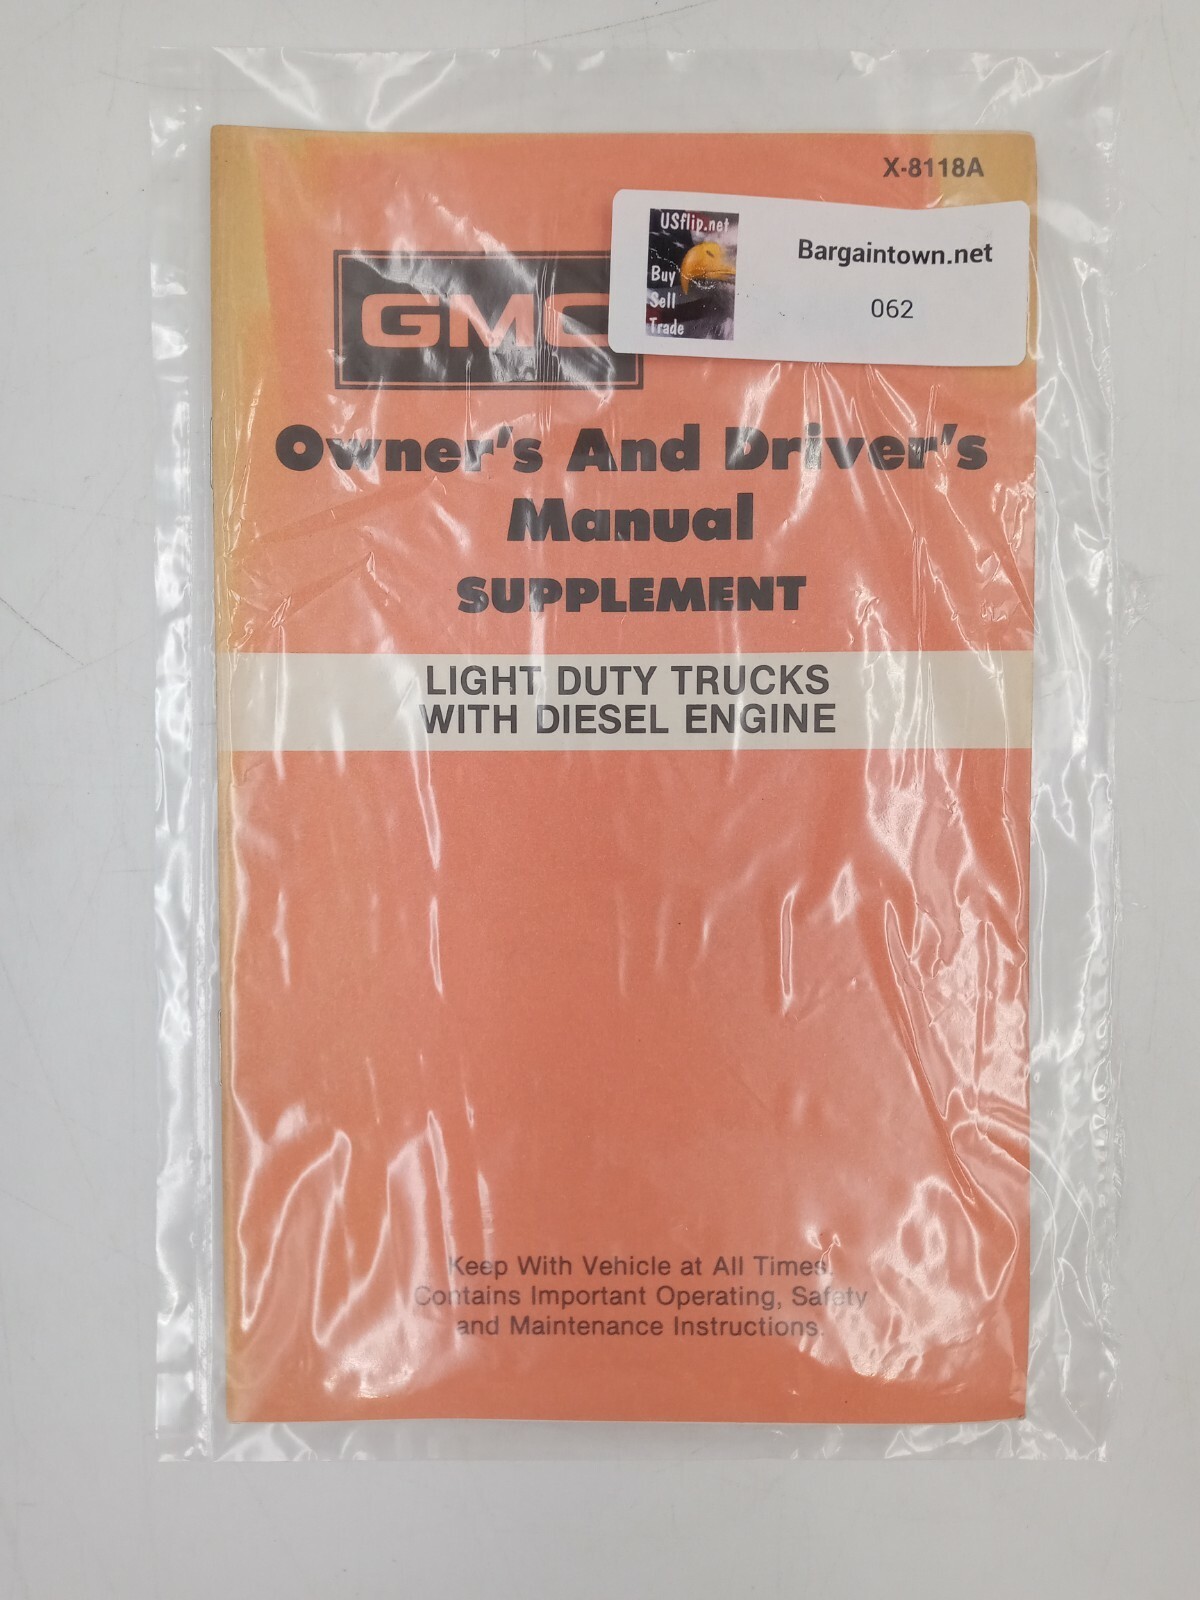 X-8118A
USflip.net
Buy
Sell
Trade
Bargaintown.net
062
GMC
Owner's And Driver's
Manual
SUPPLEMENT
LIGHT DUTY TRUCKS
WITH DIESEL ENGINE
Keep With Vehicle at All Times.
Contains Important Operating, Safety
and Maintenance Instructions.